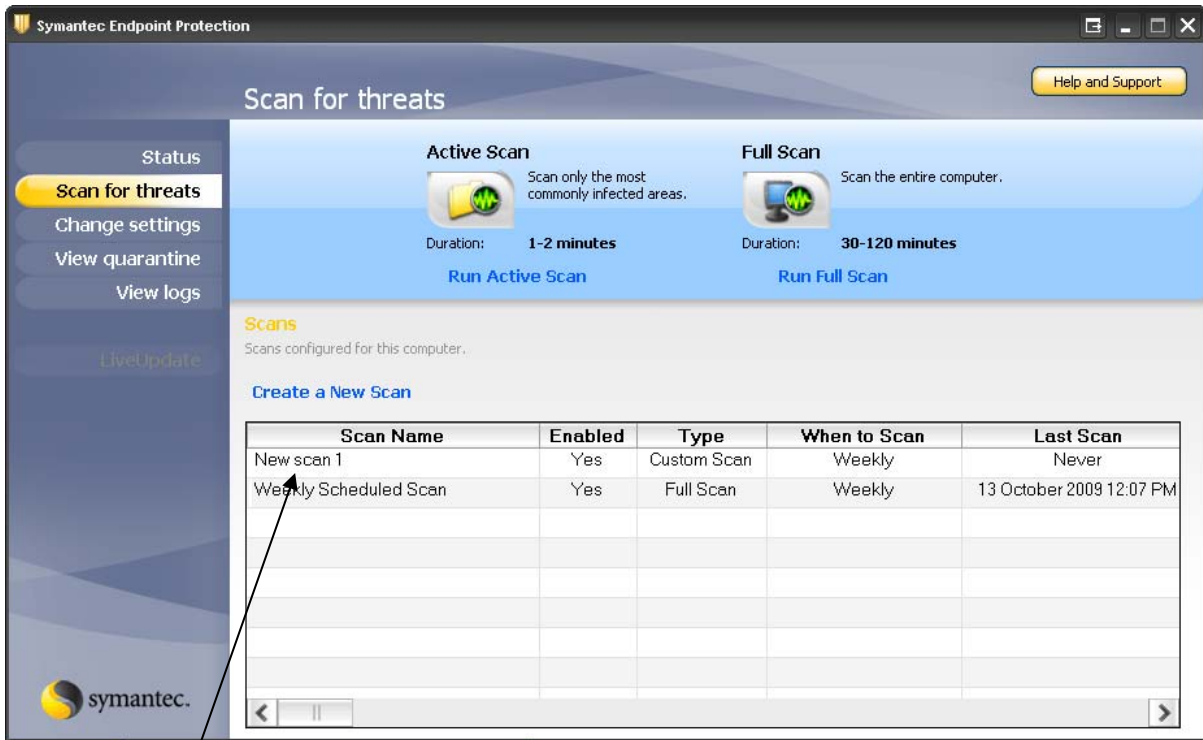 Symantec Endpoint Protection
Scan for threats
Help and Support
Status
Scan for threats
Change settings
View quarantine
View logs
LiveUpdate
Active Scan
Scan only the most
commonly infected areas.
Duration: 1-2 minutes
Run Active Scan
Full Scan
Scan the entire computer.
Duration: 30-120 minutes
Run Full Scan
Scans
Scans configured for this computer.
Create a New Scan
Scan Name Enabled Type When to Scan Last Scan
New scan 1 Yes Custom Scan Weekly Never
Weekly Scheduled Scan Yes Full Scan Weekly 13 October 2009 12:07 PM
symantec.